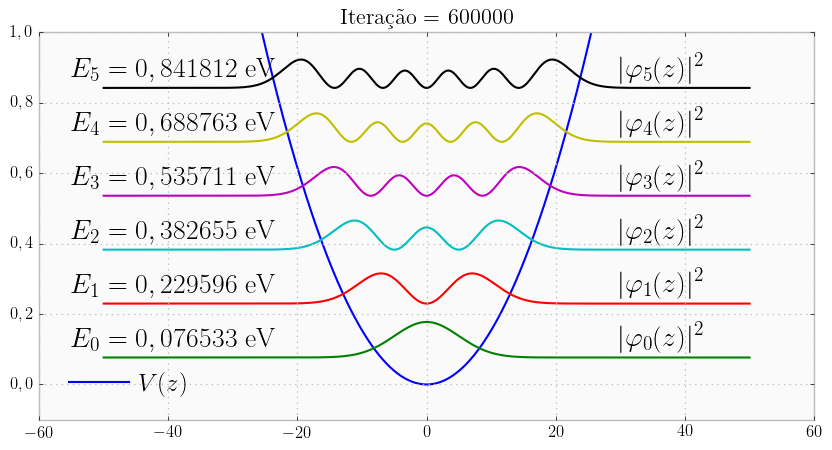 Iteração = 600000
1,0
E₅ = 0,841812 eV |φ₅(z)|²
0,8
E₄ = 0,688763 eV |φ₄(z)|²
0,6
E₃ = 0,535711 eV |φ₃(z)|²
E₂ = 0,382655 eV |φ₂(z)|²
0,4
E₁ = 0,229596 eV |φ₁(z)|²
0,2
E₀ = 0,076533 eV |φ₀(z)|²
0,0 V(z)
−60 −40 −20 0 20 40 60